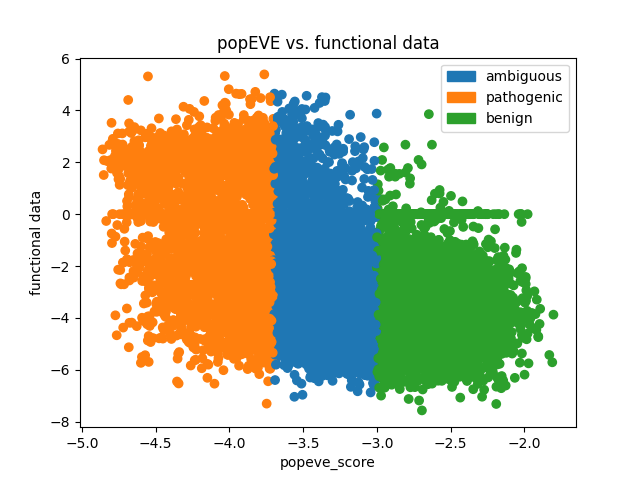 popEVE vs. functional data
functional data
6
4
2
0
−2
−4
−6
−8
ambiguous
pathogenic
benign
−5.0 −4.5 −4.0 −3.5 −3.0 −2.5 −2.0
popeve_score